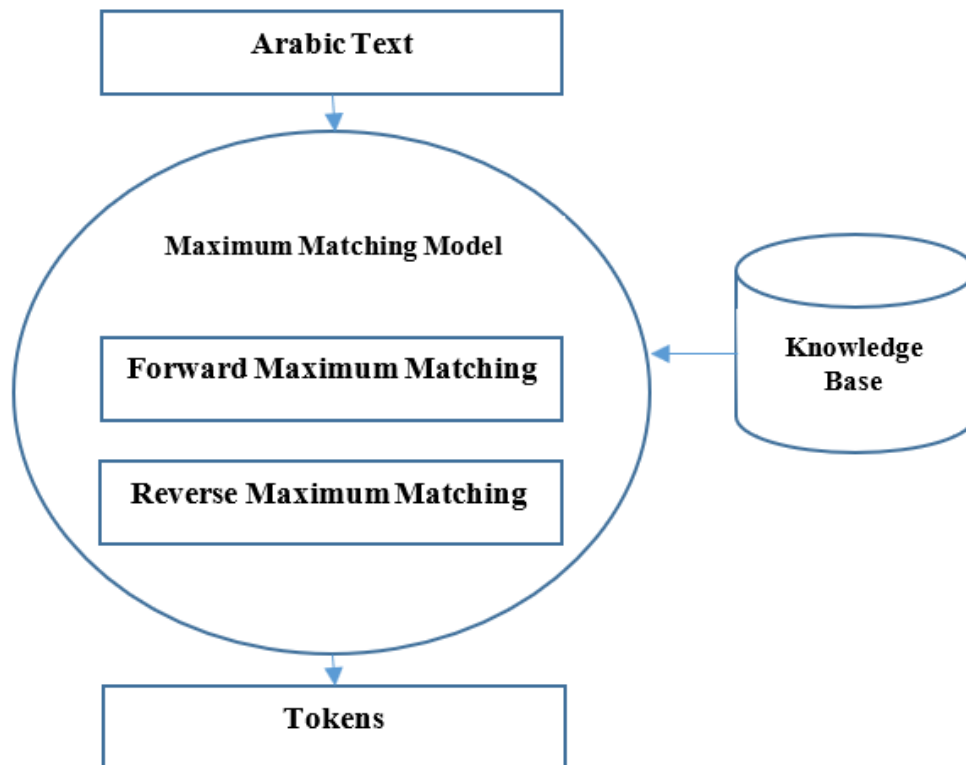 Arabic Text
Maximum Matching Model
Forward Maximum Matching
Reverse Maximum Matching
Knowledge
Base
Tokens